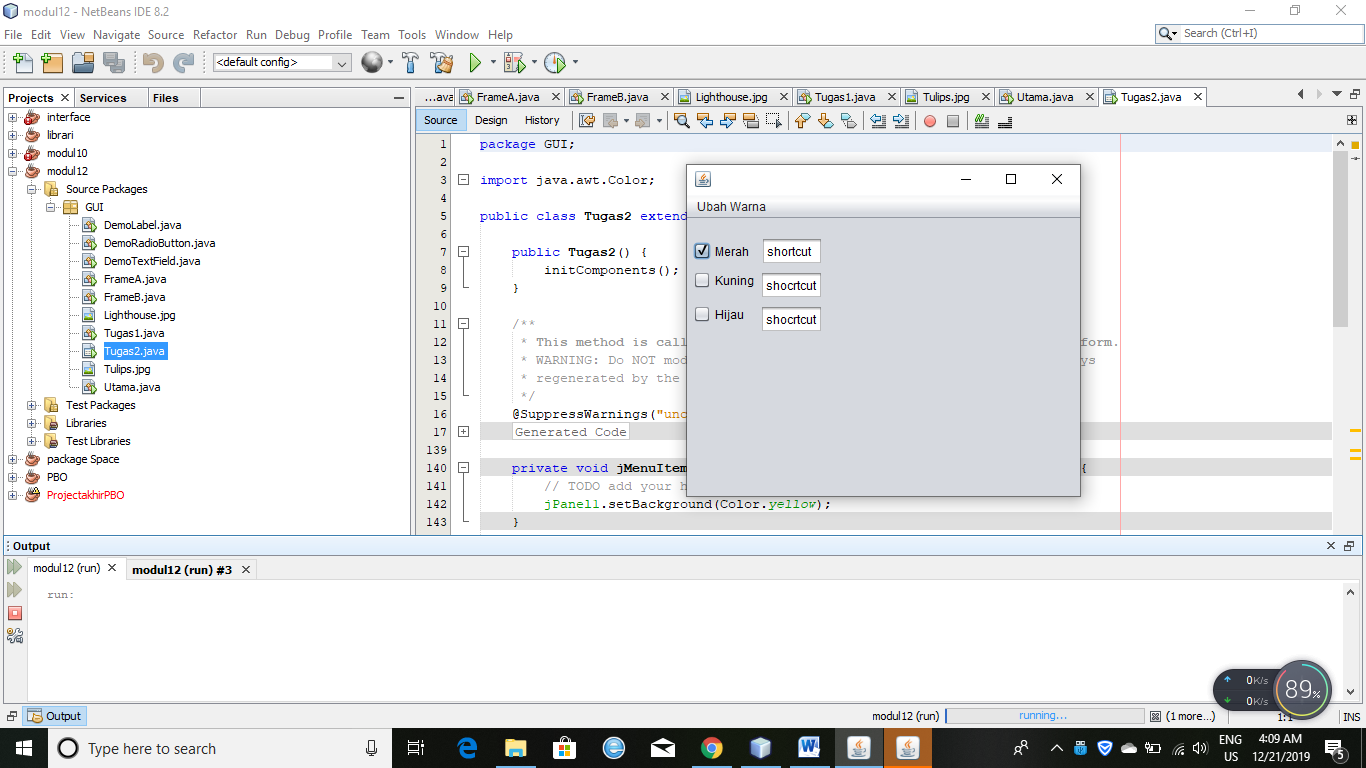 modul12 - NetBeans IDE 8.2
File Edit View Navigate Source Refactor Run Debug Profile Team Tools Window Help
Search (Ctrl+I)
<default config>
Projects Services Files
interface
librari
modul10
modul12
Source Packages
GUI
DemoLabel.java
DemoRadioButton.java
DemoTextField.java
FrameA.java
FrameB.java
Lighthouse.jpg
Tugas1.java
Tugas2.java
Tulips.jpg
Utama.java
Test Packages
Libraries
Test Libraries
package Space
PBO
ProjectakhirPBO
...ava FrameA.java FrameB.java Lighthouse.jpg Tugas1.java Tulips.jpg Utama.java Tugas2.java
Source Design History
1 package GUI;
2
3 import java.awt.Color;
4
5 public class Tugas2 extend
6
7 public Tugas2() {
8 initComponents();
9 }
10
11 /**
12 * This method is call form.
13 * WARNING: Do NOT mod ys
14 * regenerated by the
15 */
16 @SuppressWarnings("unc
17 Generated Code
139
140 private void jMenuItem {
141 // TODO add your h
142 jPanel1.setBackground(Color.yellow);
143 }
Ubah Warna
Merah shortcut
Kuning shocrtcut
Hijau shocrtcut
Output
modul12 (run) modul12 (run) #3
run:
0K/s
0K/s
89%
Output
modul12 (run) running... (1 more...) 1:1 INS
Type here to search
ENG
US
4:09 AM
12/21/2019
5